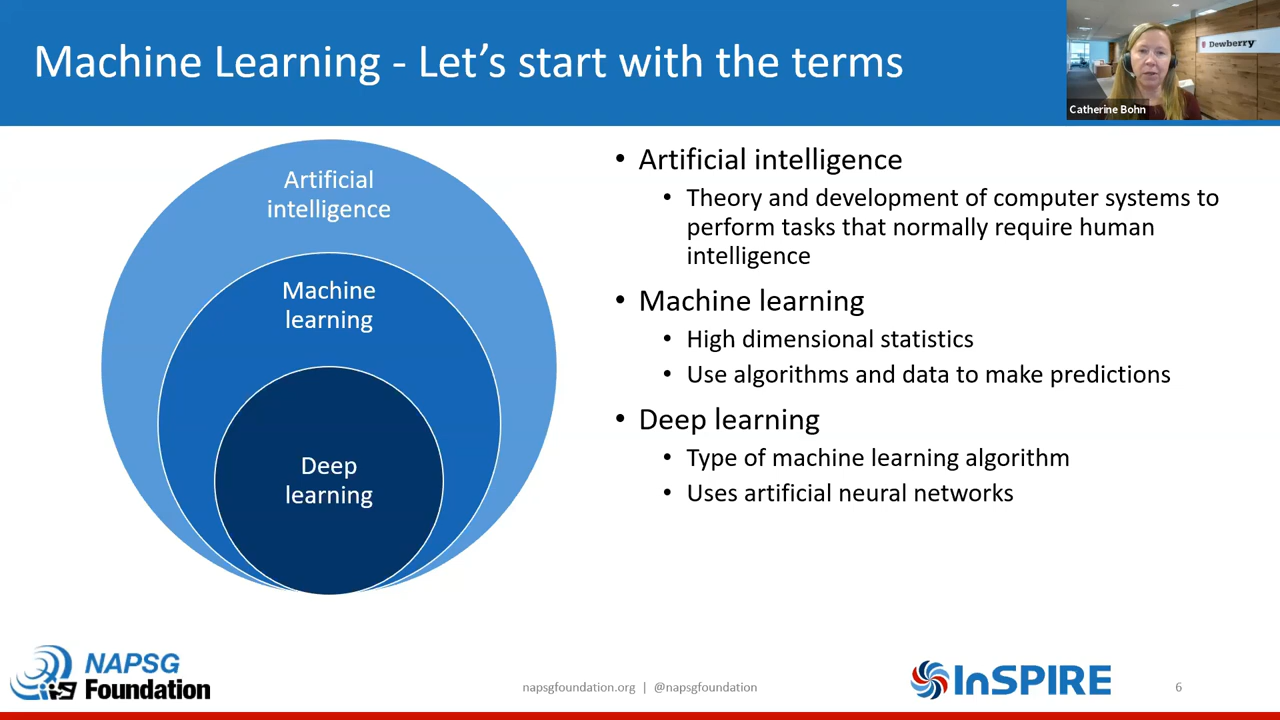 Machine Learning - Let's start with the terms
Dewberry
Catherine Bohn
Artificial
intelligence
Machine
learning
Deep
learning
• Artificial intelligence
• Theory and development of computer systems to
perform tasks that normally require human
intelligence
• Machine learning
• High dimensional statistics
• Use algorithms and data to make predictions
• Deep learning
• Type of machine learning algorithm
• Uses artificial neural networks
NAPSG
Foundation
napsgfoundation.org | @napsgfoundation
InSPIRE
6